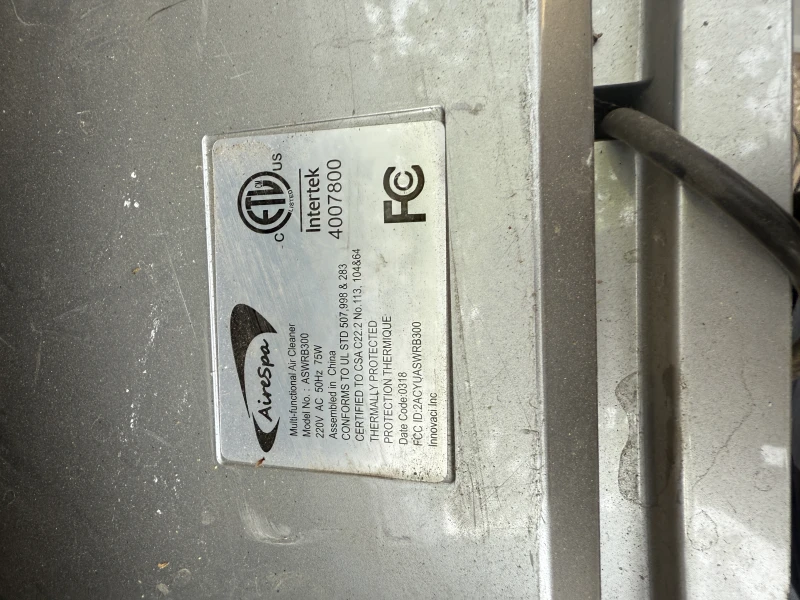 AireSpa
Multi-functional Air Cleaner
Model No. : ASWRB300
220V AC 50Hz 75W
Assembled in China
CONFORMS TO UL STD 507,998 & 283
CERTIFIED TO CSA C22.2 No.113, 104&64
THERMALLY PROTECTED
PROTECTION THERMIQUE
Date Code:0318
FCC ID:2ACYUASWRB300
Innovaci Inc
C ETL CM US
LISTED
Intertek
4007800
FC